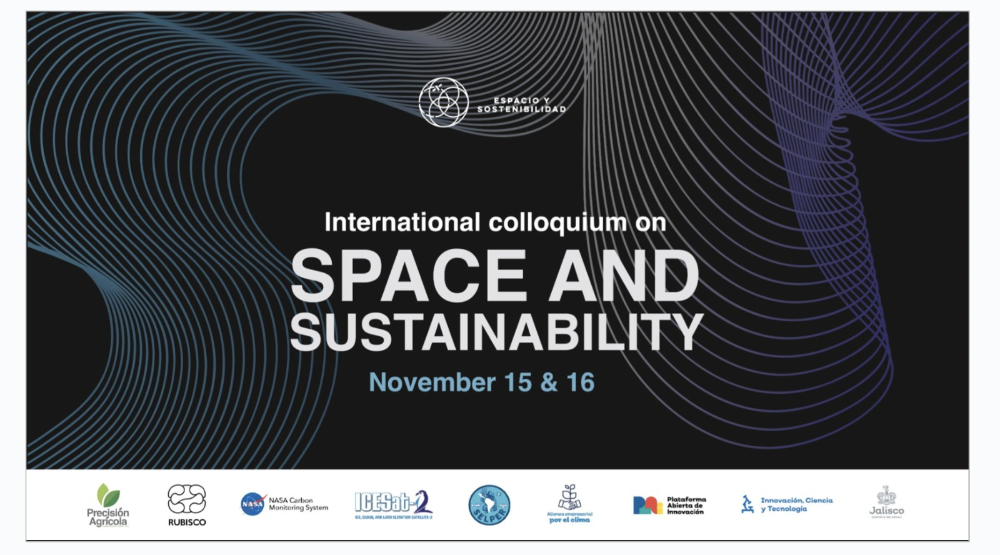 ESPACIO Y
SOSTENIBILIDAD
International colloquium on
SPACE AND
SUSTAINABILITY
November 15 & 16
Precisión
Agrícola
RUBISCO
NASA
NASA Carbon
Monitoring System
ICESat-2
ICE, CLOUD, AND LAND ELEVATION SATELLITE-2
SELPER
Alianza empresarial
por el clima
Plataforma
Abierta de
Innovación
Innovación, Ciencia
y Tecnología
Jalisco